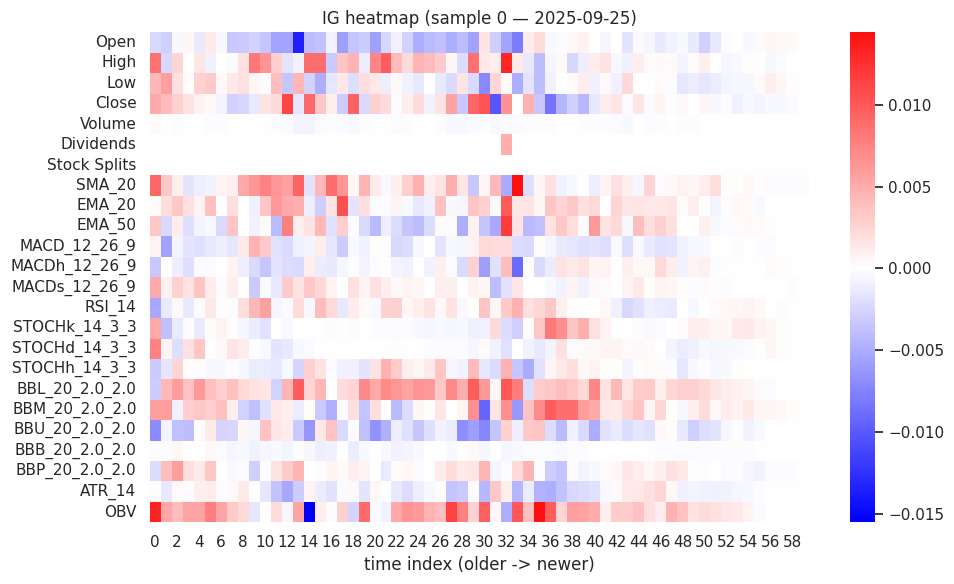 IG heatmap (sample 0 — 2025-09-25)
Open
High
Low
Close
Volume
Dividends
Stock Splits
SMA_20
EMA_20
EMA_50
MACD_12_26_9
MACDh_12_26_9
MACDs_12_26_9
RSI_14
STOCHk_14_3_3
STOCHd_14_3_3
STOCHh_14_3_3
BBL_20_2.0_2.0
BBM_20_2.0_2.0
BBU_20_2.0_2.0
BBB_20_2.0_2.0
BBP_20_2.0_2.0
ATR_14
OBV
0 2 4 6 8 10 12 14 16 18 20 22 24 26 28 30 32 34 36 38 40 42 44 46 48 50 52 54 56 58
time index (older -> newer)
0.010
0.005
0.000
−0.005
−0.010
−0.015